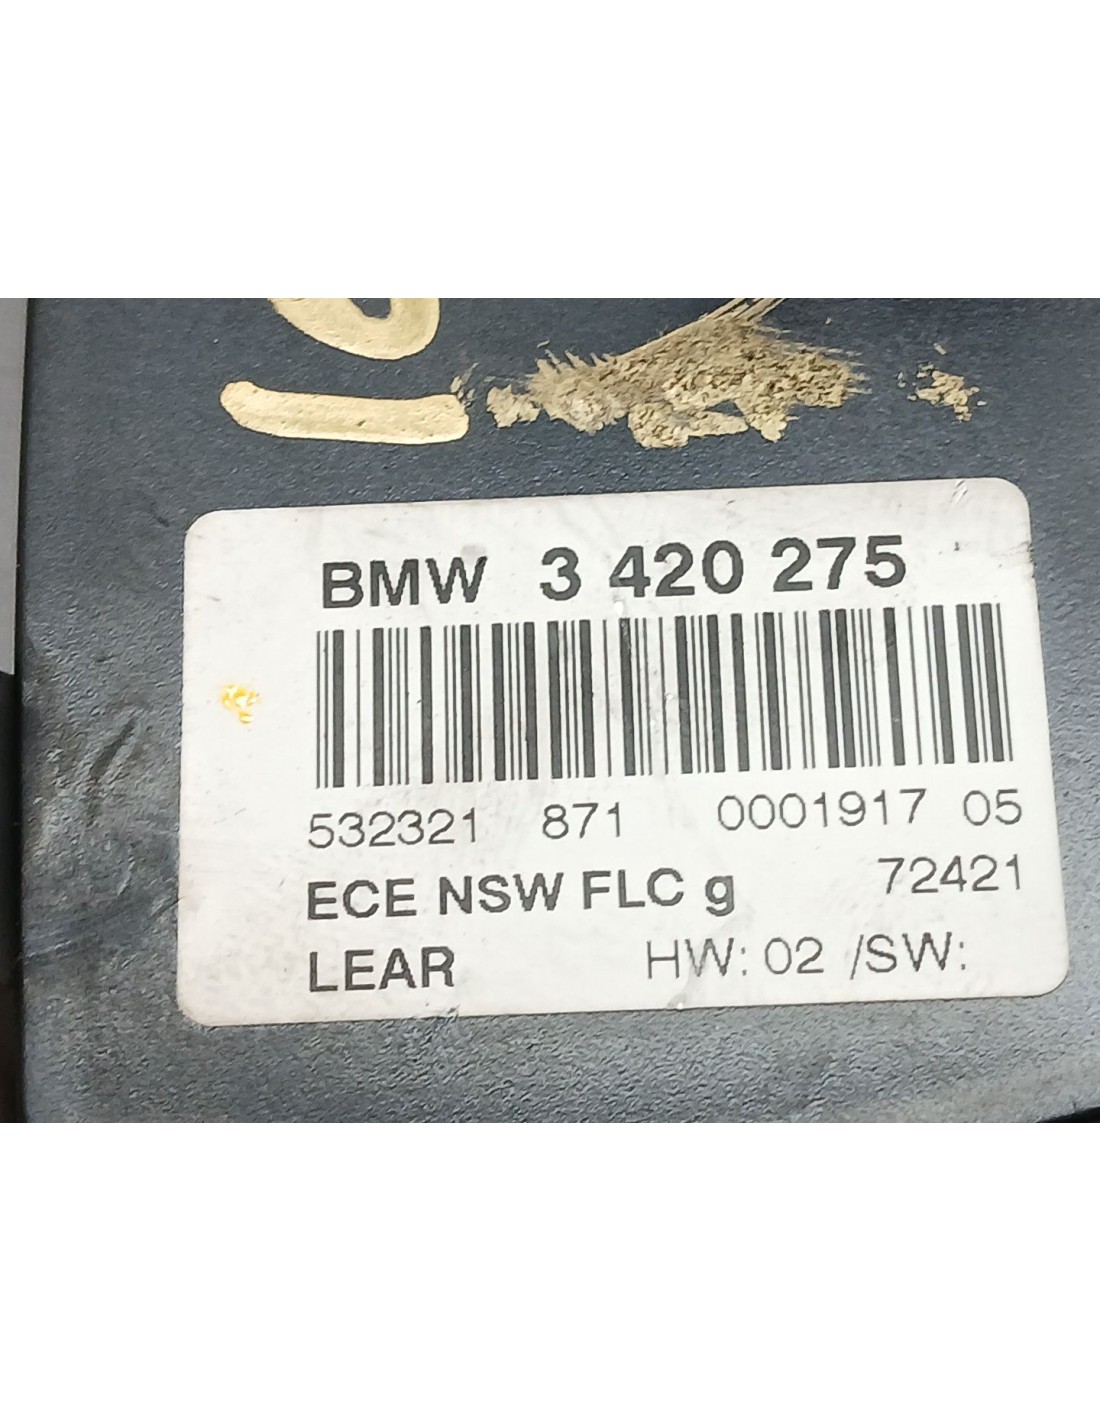 BMW 3 420 275
532321 871 0001917 05
ECE NSW FLC g 72421
LEAR HW: 02 /SW: